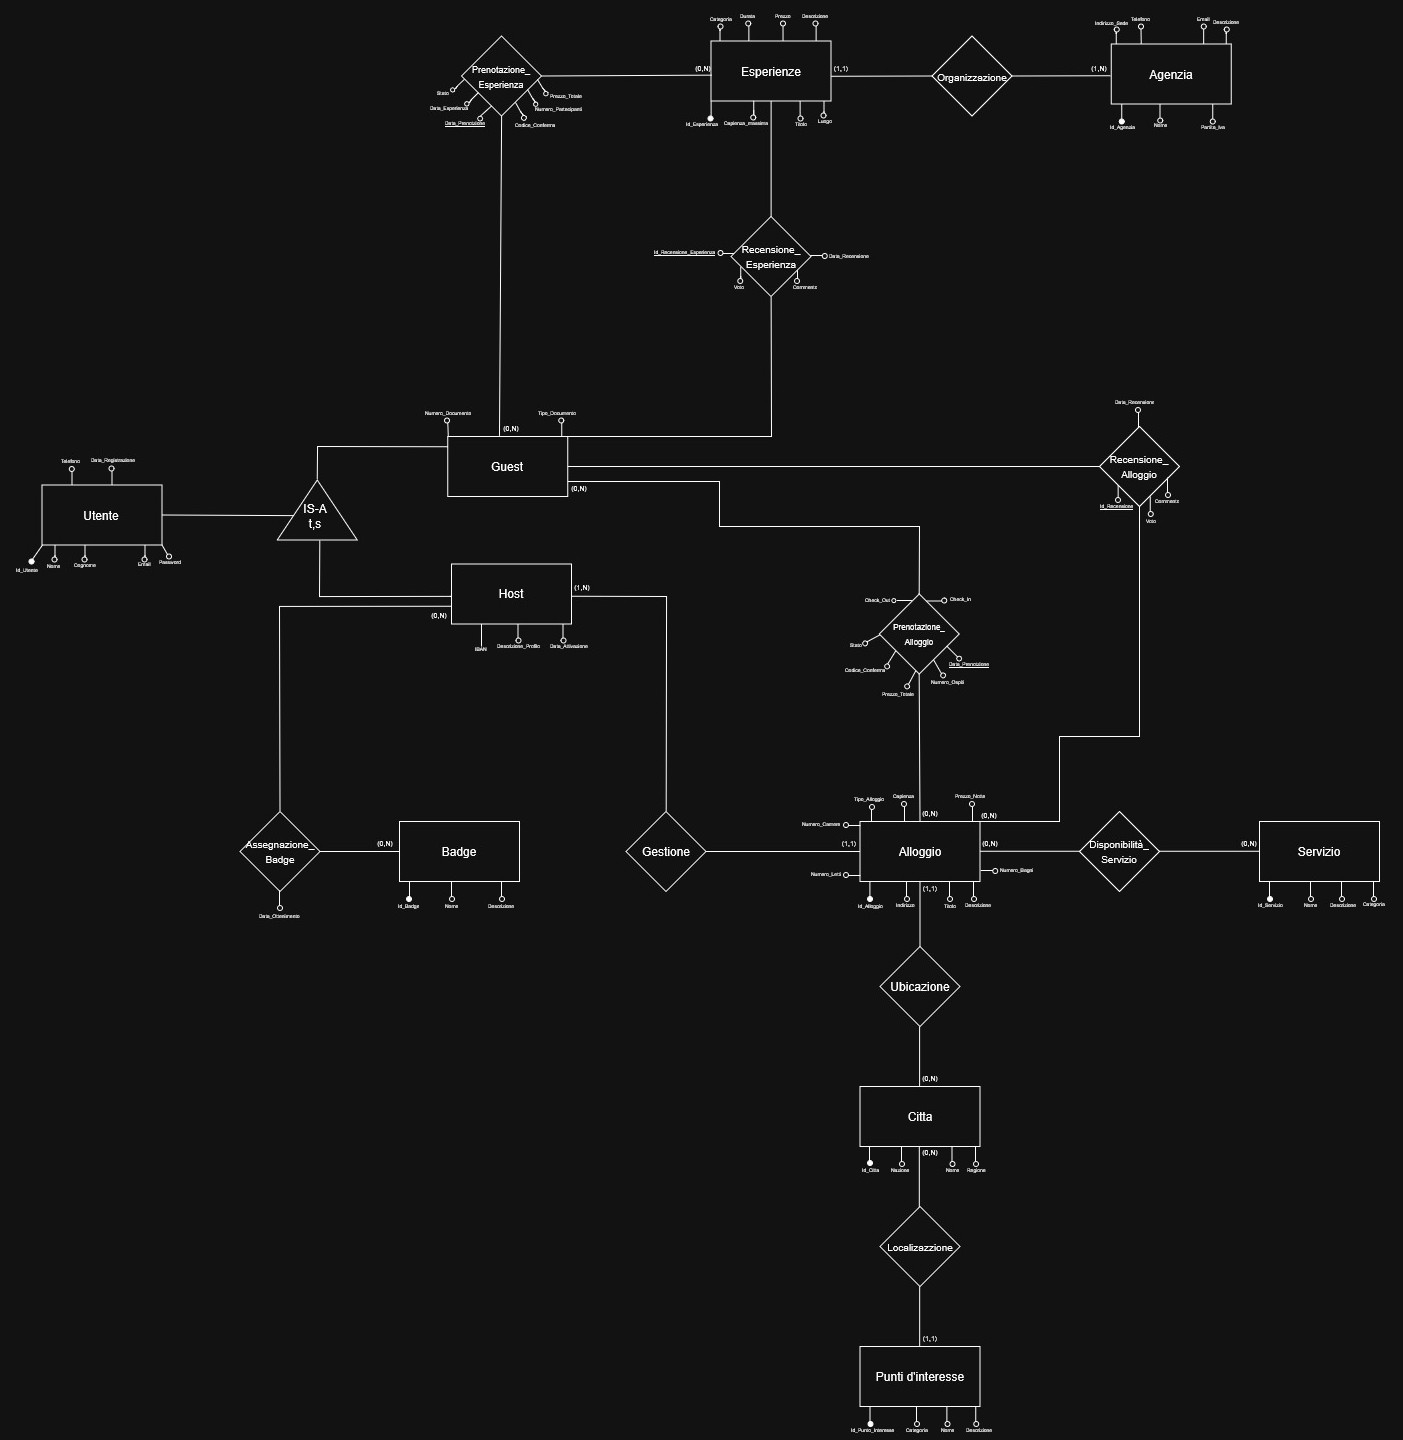 Categoria
Durata
Prezzo
Descrizione
Indirizzo_Sede
Telefono
Email
Descrizione
Prenotazione_
Esperienza
(0,N)
Esperienze
(1,1)
Organizzazione
(1,N)
Agenzia
Stato
Data_Esperienza
Data_Prenotazione
Prezzo_Totale
Numero_Partecipanti
Codice_Conferma
Id_Esperienza
Capienza_massima
Titolo
Luogo
Id_Agenzia
Nome
Partita_Iva
Id_Recensione_Esperienza
Recensione_
Esperienza
Data_Recensione
Voto
Commento
Numero_Documento
Tipo_Documento
(0,N)
Guest
(0,N)
Data_Recensione
Recensione_
Alloggio
Id_Recensione
Commento
Voto
Telefono
Data_Registrazione
Utente
IS-A
t,s
Id_Utente
Nome
Cognome
Email
Password
Host
(1,N)
(0,N)
IBAN
Descrizione_Profilo
Data_Attivazione
Check_Out
Check_In
Prenotazione_
Alloggio
Stato
Codice_Conferma
Prezzo_Totale
Numero_Ospiti
Data_Prenotazione
Tipo_Alloggio
Capienza
Prezzo_Notte
(0,N)
(0,N)
Numero_Camere
Assegnazione_
Badge
(0,N)
Badge
Gestione
(1,1)
Alloggio
(0,N)
Disponibilità_
Servizio
(0,N)
Servizio
Numero_Letti
Numero_Bagni
(1,1)
Data_Ottenimento
Id_Badge
Nome
Descrizione
Id_Alloggio
Indirizzo
Titolo
Descrizione
Id_Servizio
Nome
Descrizione
Categoria
Ubicazione
(0,N)
Citta
(0,N)
Id_Citta
Nazione
Nome
Regione
Localizazzione
(1,1)
Punti d'interesse
Id_Punto_Interesse
Categoria
Nome
Descrizione